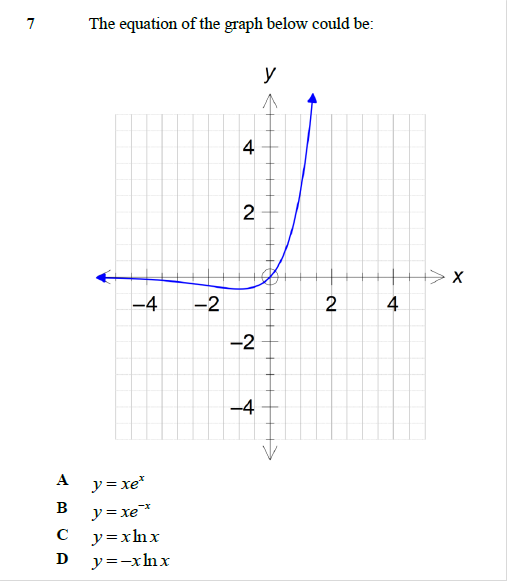 7 The equation of the graph below could be:
y
4
2
x
−4 −2 2 4
−2
−4
A y = xeˣ
B y = xe⁻ˣ
C y = x ln x
D y = −x ln x